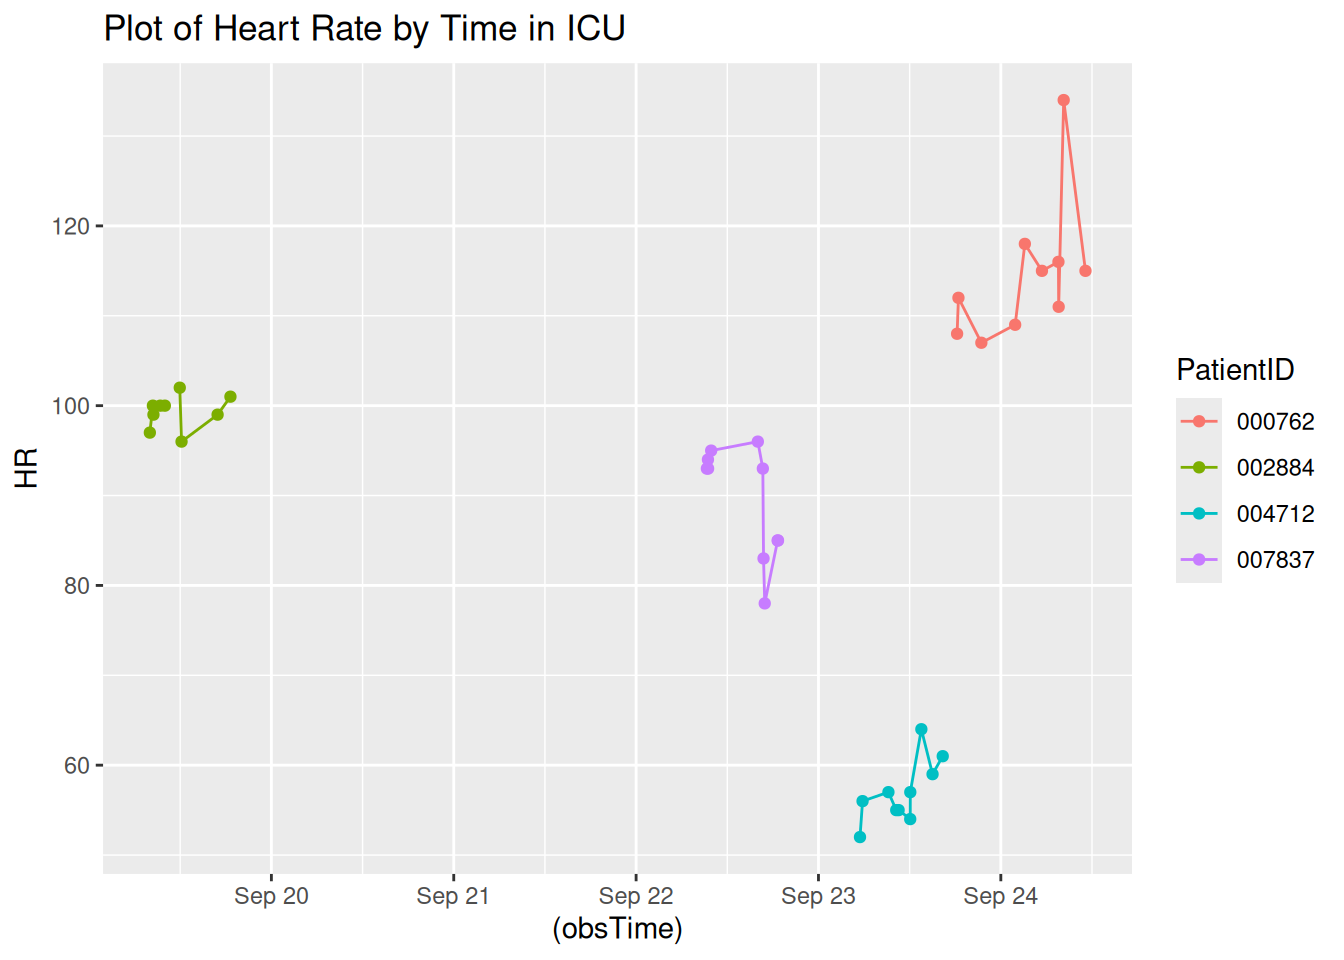 Plot of Heart Rate by Time in ICU
HR
120
100
80
60
Sep 20
Sep 21
Sep 22
Sep 23
Sep 24
(obsTime)
PatientID
000762
002884
004712
007837